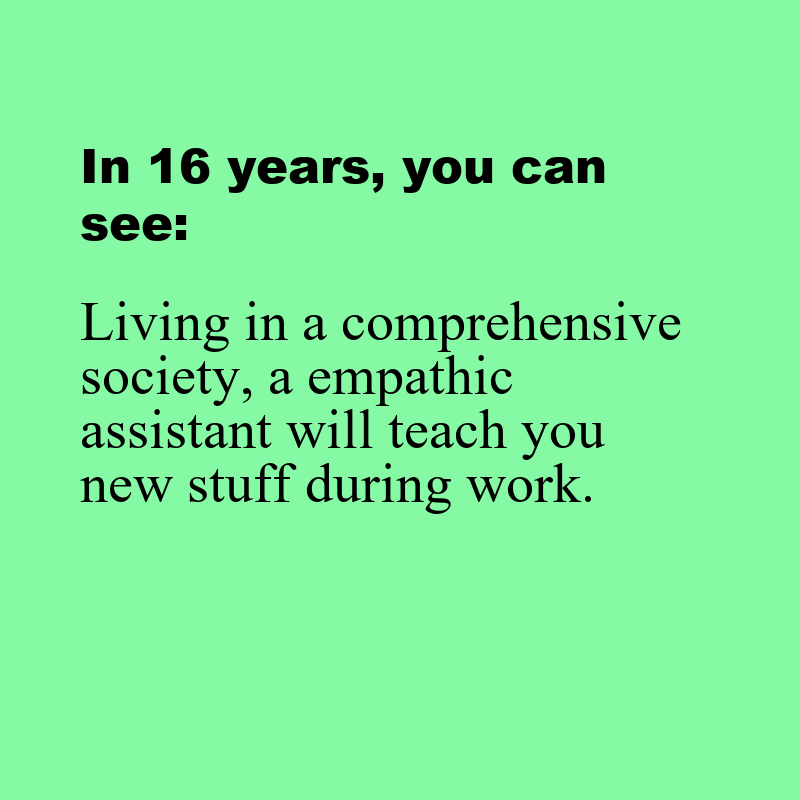 In 16 years, you can
see:
Living in a comprehensive
society, a empathic
assistant will teach you
new stuff during work.